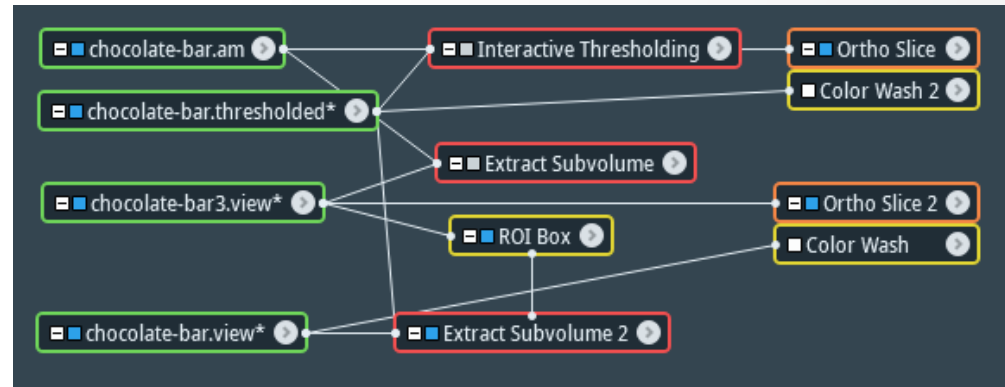 chocolate-bar.am
Interactive Thresholding
Ortho Slice
Color Wash 2
chocolate-bar.thresholded*
Extract Subvolume
chocolate-bar3.view*
Ortho Slice 2
ROI Box
Color Wash
chocolate-bar.view*
Extract Subvolume 2